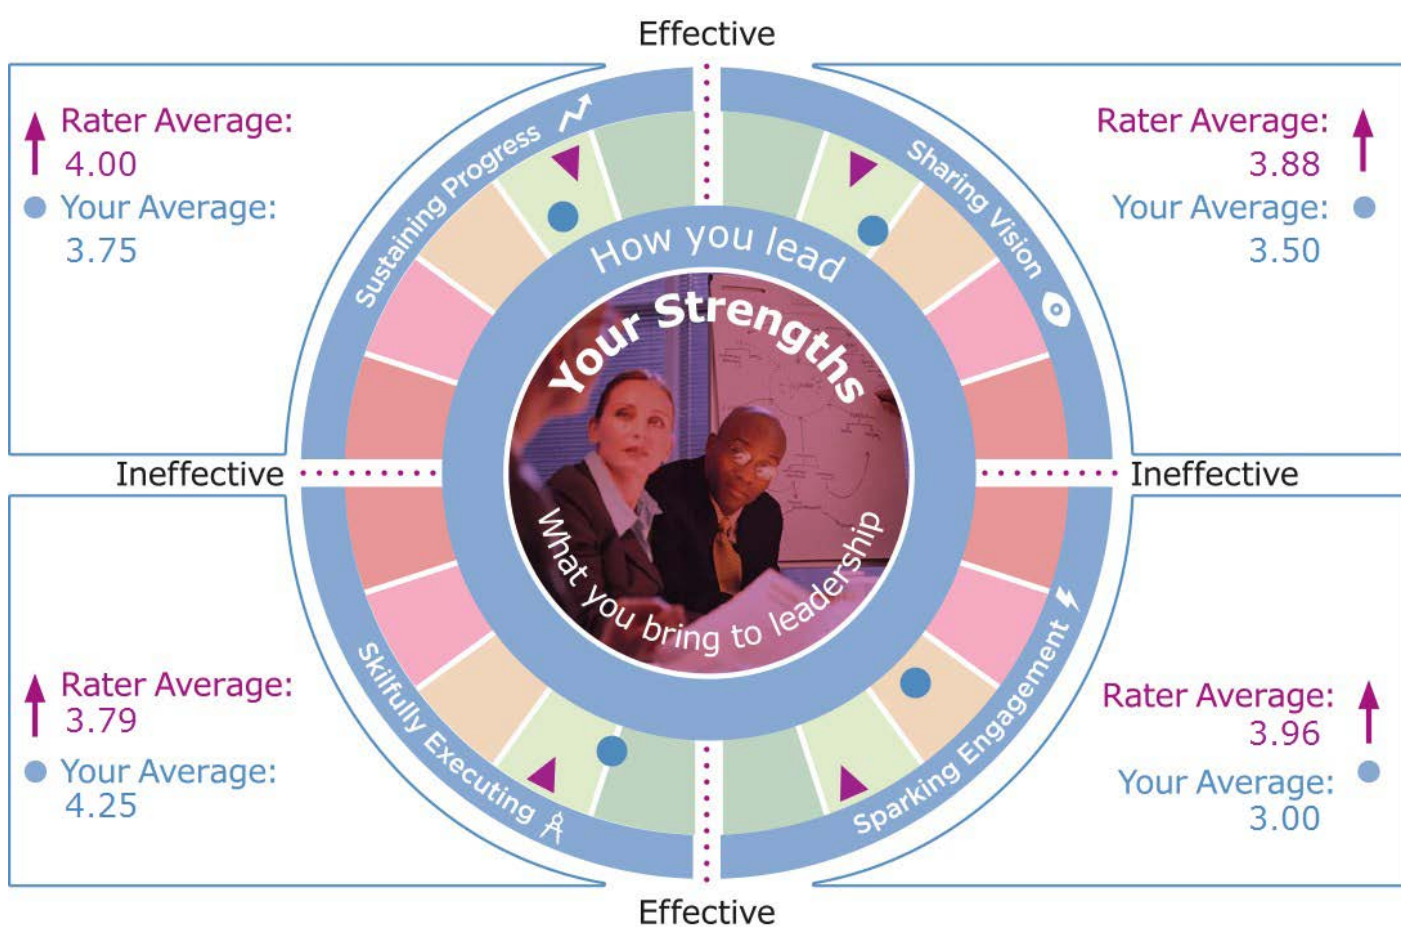 Effective
Rater Average:
4.00
Your Average:
3.75
Sustaining Progress
Sharing Vision
Rater Average:
3.88
Your Average:
3.50
How you lead
Your Strengths
Ineffective
Ineffective
What you bring to leadership
Rater Average:
3.79
Your Average:
4.25
Skilfully Executing
Sparking Engagement
Rater Average:
3.96
Your Average:
3.00
Effective